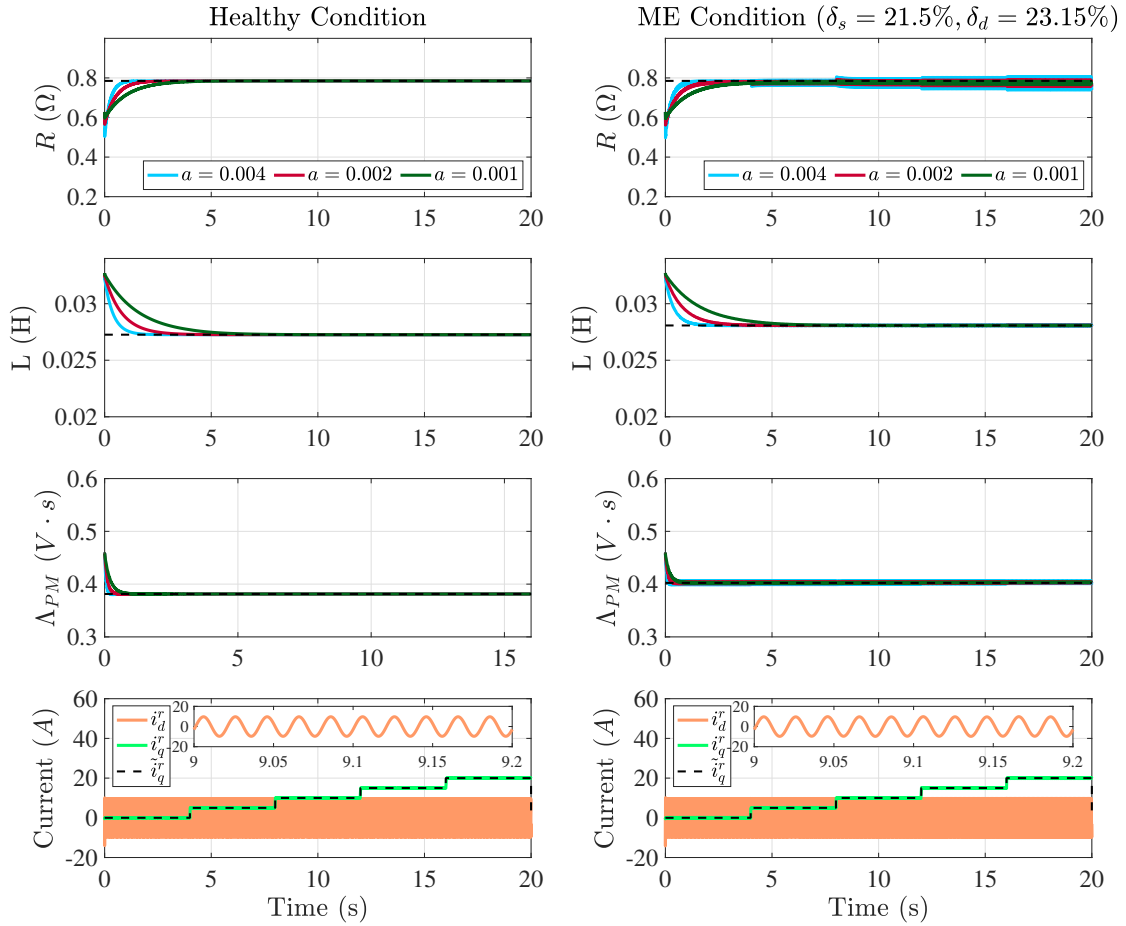 Healthy Condition
ME Condition (δ_s = 21.5%, δ_d = 23.15%)
R (Ω)
0.8
0.6
0.4
0.2
a = 0.004 a = 0.002 a = 0.001
0 5 10 15 20
R (Ω)
0.8
0.6
0.4
0.2
a = 0.004 a = 0.002 a = 0.001
0 5 10 15 20
L (H)
0.03
0.025
0.02
0 5 10 15 20
L (H)
0.03
0.025
0.02
0 5 10 15 20
Λ_PM (V · s)
0.6
0.5
0.4
0.3
0 5 10 15
Λ_PM (V · s)
0.6
0.5
0.4
0.3
0 5 10 15 20
Current (A)
60
40
20
0
-20
i_d^r
i_q^r
ĩ_q^r
20
0
-20
9 9.05 9.1 9.15 9.2
0 5 10 15 20
Time (s)
Current (A)
60
40
20
0
-20
i_d^r
i_q^r
ĩ_q^r
20
0
-20
9 9.05 9.1 9.15 9.2
0 5 10 15 20
Time (s)